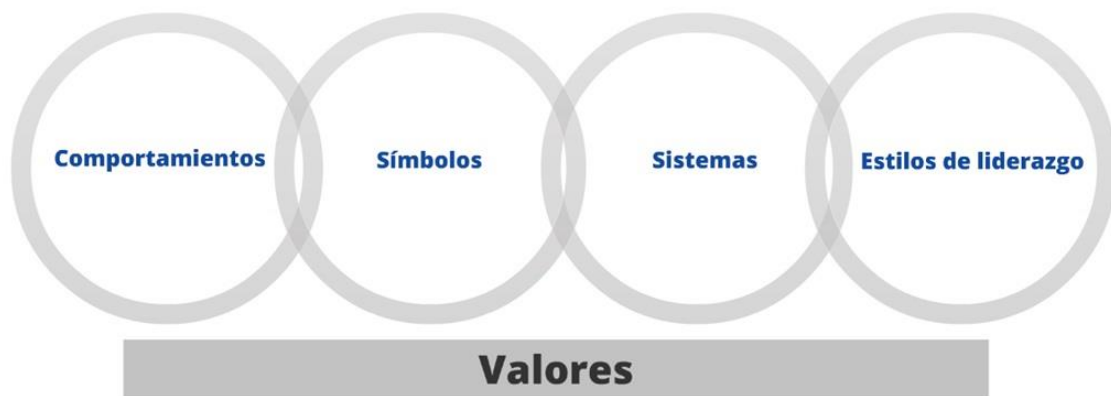 Comportamientos
Símbolos
Sistemas
Estilos de liderazgo
Valores